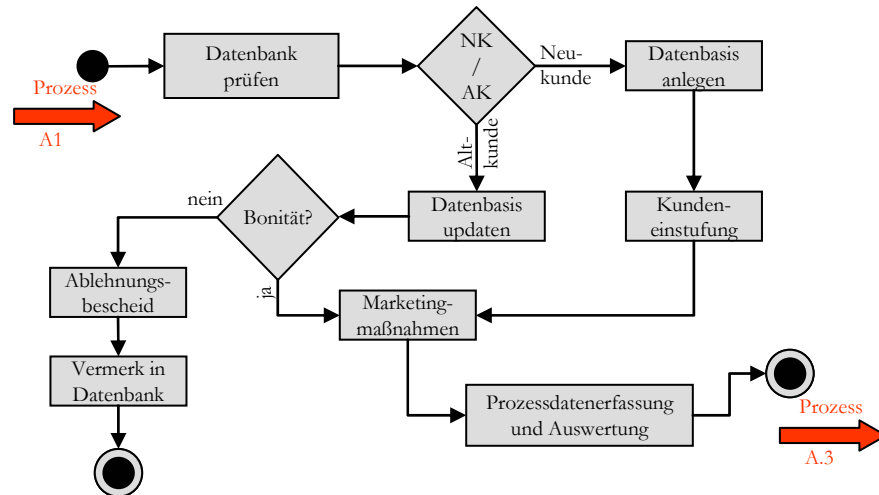 Prozess
A1
Datenbank
prüfen
NK
/
AK
Neu-
kunde
Datenbasis
anlegen
Alt-
kunde
Kunden-
einstufung
Datenbasis
updaten
Bonität?
nein
ja
Ablehnungs-
bescheid
Vermerk in
Datenbank
Marketing-
maßnahmen
Prozessdatenerfassung
und Auswertung
Prozess
A.3